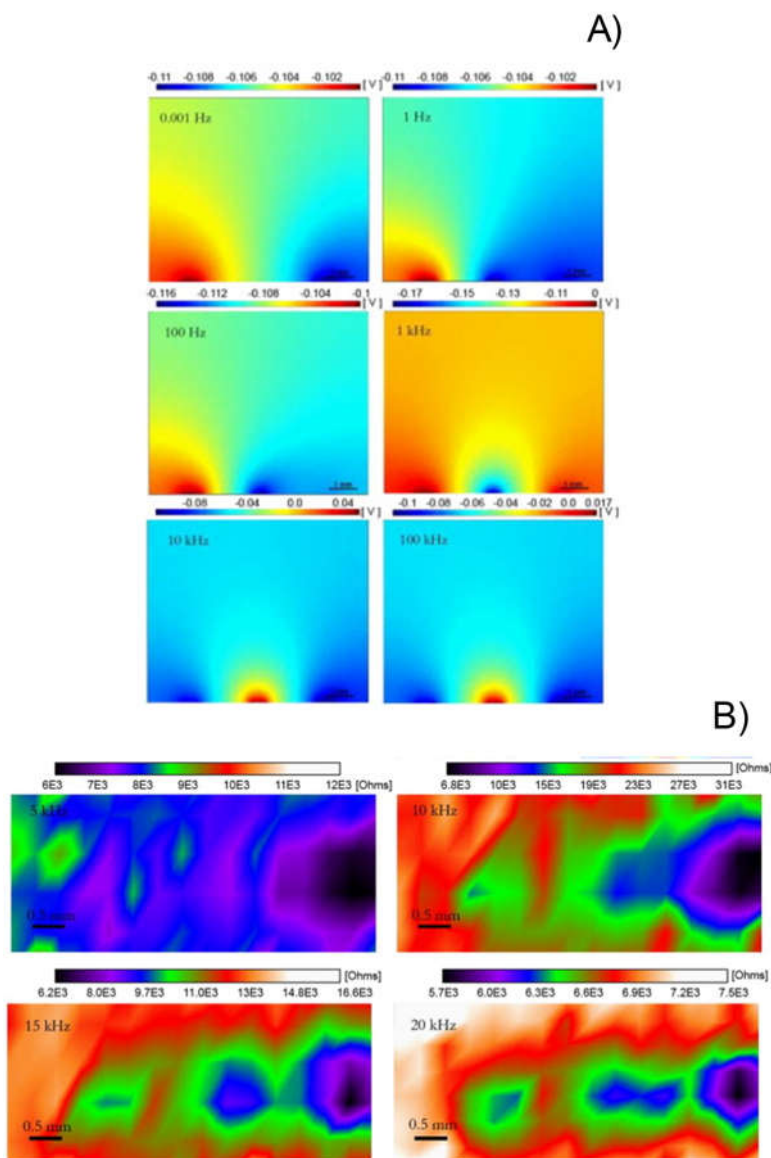 A)
-0.11 -0.108 -0.106 -0.104 -0.102 [ V ]
-0.11 -0.108 -0.106 -0.104 -0.102 [ V ]
0.001 Hz
1 Hz
-0.116 -0.112 -0.108 -0.104 -0.1 [ V ]
-0.17 -0.15 -0.13 -0.11 0 [ V ]
100 Hz
1 kHz
1 mm
1 mm
-0.08 -0.04 0.0 0.04 [ V ]
-0.1 -0.08 -0.06 -0.04 -0.02 0.0 0.017 [ V ]
10 kHz
100 kHz
B)
[Ohms]
6E3 7E3 8E3 9E3 10E3 11E3 12E3
[Ohms]
6.8E3 10E3 15E3 19E3 23E3 27E3 31E3
kHz
10 kHz
0.5 mm
0.5 mm
[Ohms]
6.2E3 8.0E3 9.7E3 11.0E3 13E3 14.8E3 16.6E3
[Ohms]
5.7E3 6.0E3 6.3E3 6.6E3 6.9E3 7.2E3 7.5E3
15 kHz
20 kHz
0.5 mm
0.5 mm